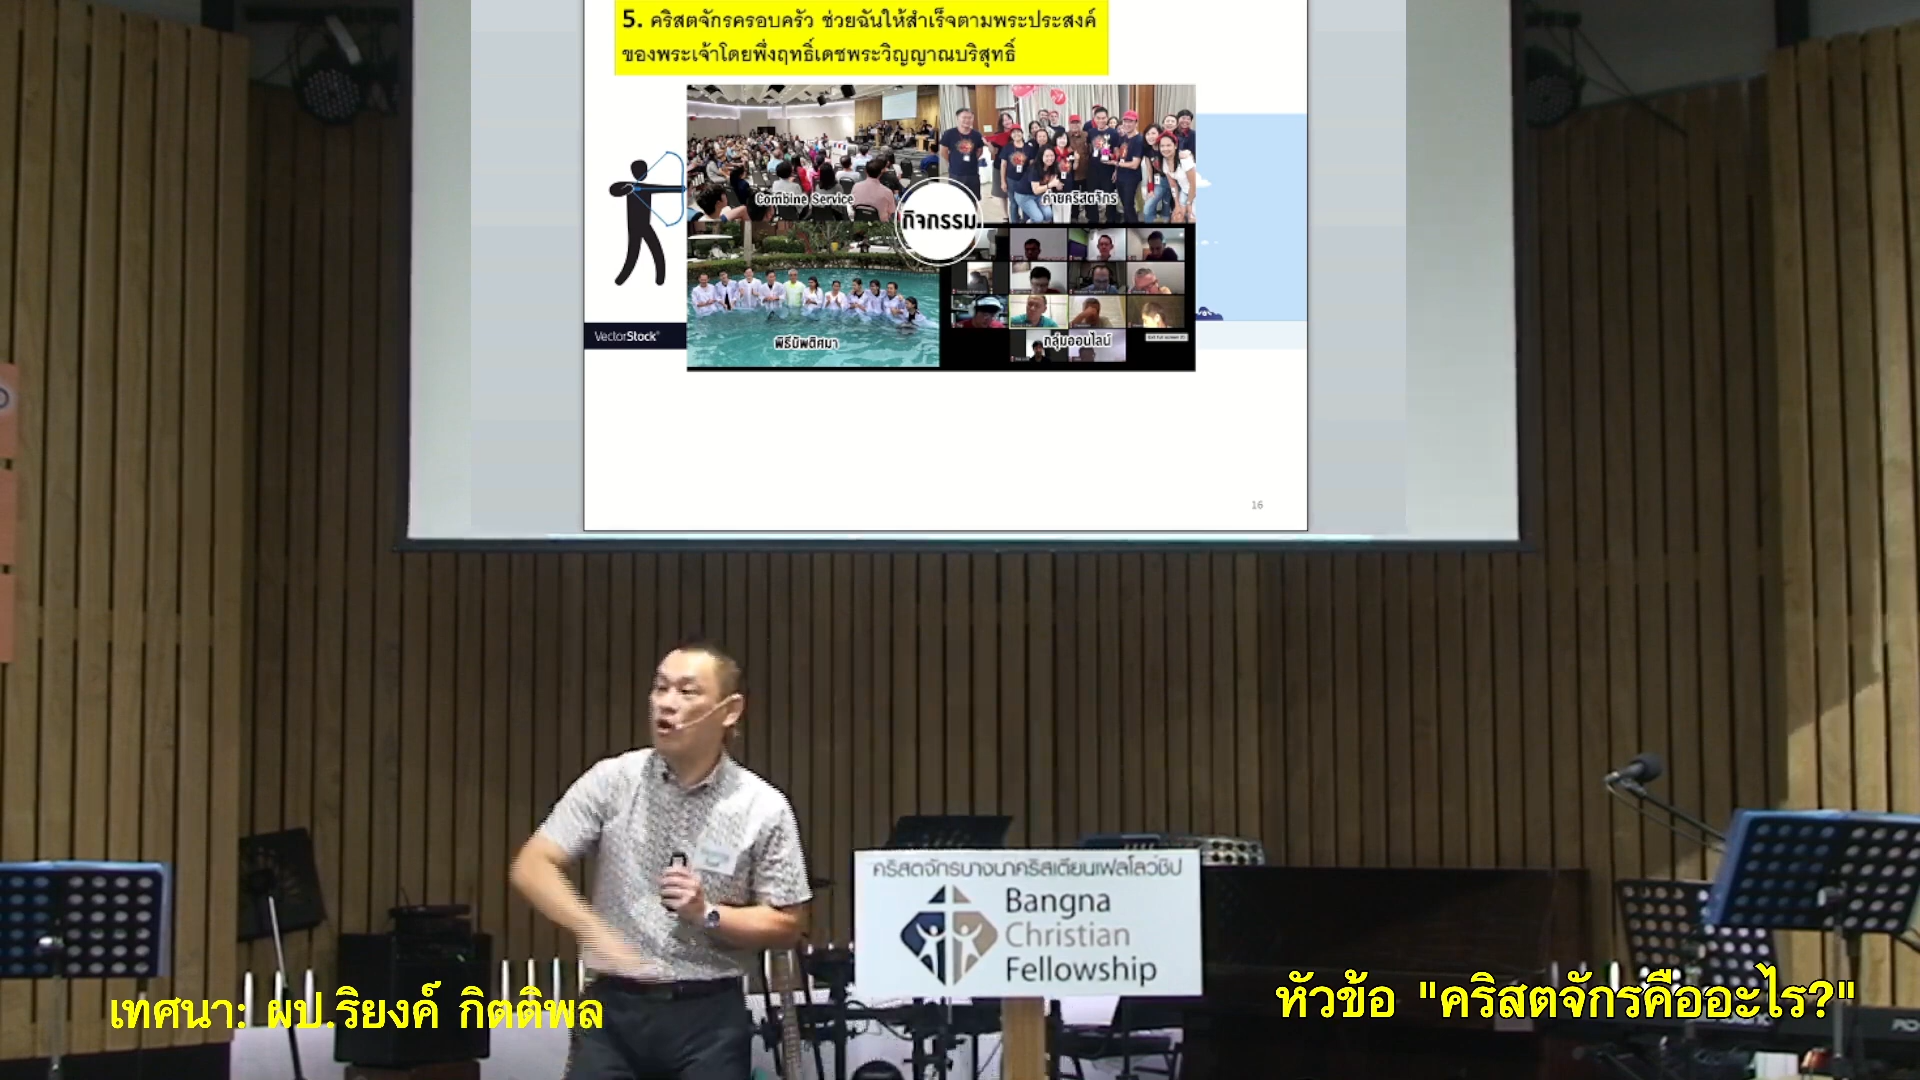 5. คริสตจักรครอบครัว ช่วยฉันให้สำเร็จตามพระประสงค์
ของพระเจ้าโดยพึ่งฤทธิ์เดชพระวิญญาณบริสุทธิ์
Combine Service
ค่ายคริสตจักร
กิจกรรม
พิธีบัพติศมา
กลุ่มออนไลน์
VectorStock®
16
คริสตจักรบางนาคริสเตียนเฟลโลว์ชิป
Bangna
Christian
Fellowship
เทศนา: ผป.ริยงค์ กิตติพล
หัวข้อ "คริสตจักรคืออะไร?"